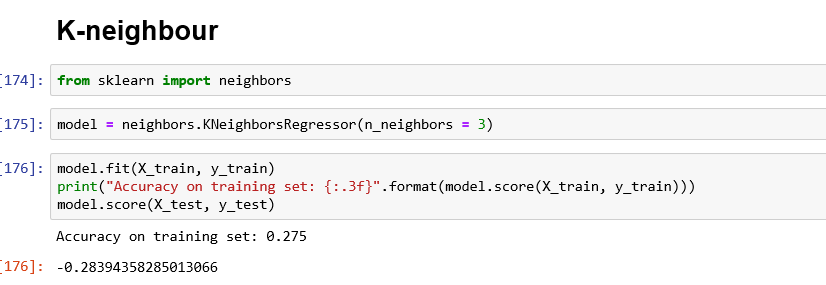 K-neighbour
[174]: from sklearn import neighbors
[175]: model = neighbors.KNeighborsRegressor(n_neighbors = 3)
[176]: model.fit(X_train, y_train)
print("Accuracy on training set: {:.3f}".format(model.score(X_train, y_train)))
model.score(X_test, y_test)
Accuracy on training set: 0.275
[176]: -0.28394358285013066